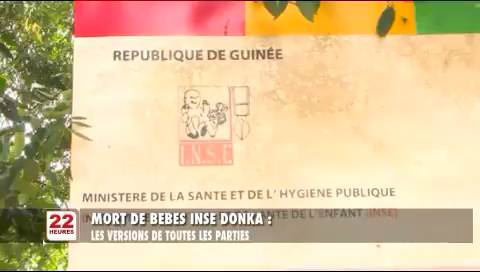 REPUBLIQUE DE GUINÉE
I.N.S.E
MINISTERE DE LA SANTE ET DE L' HYGIENE PUBLIQUE
NTE DE L'ENFANT (INSE)
22 HEURES
MORT DE BEBES INSE DONKA :
LES VERSIONS DE TOUTES LES PARTIES